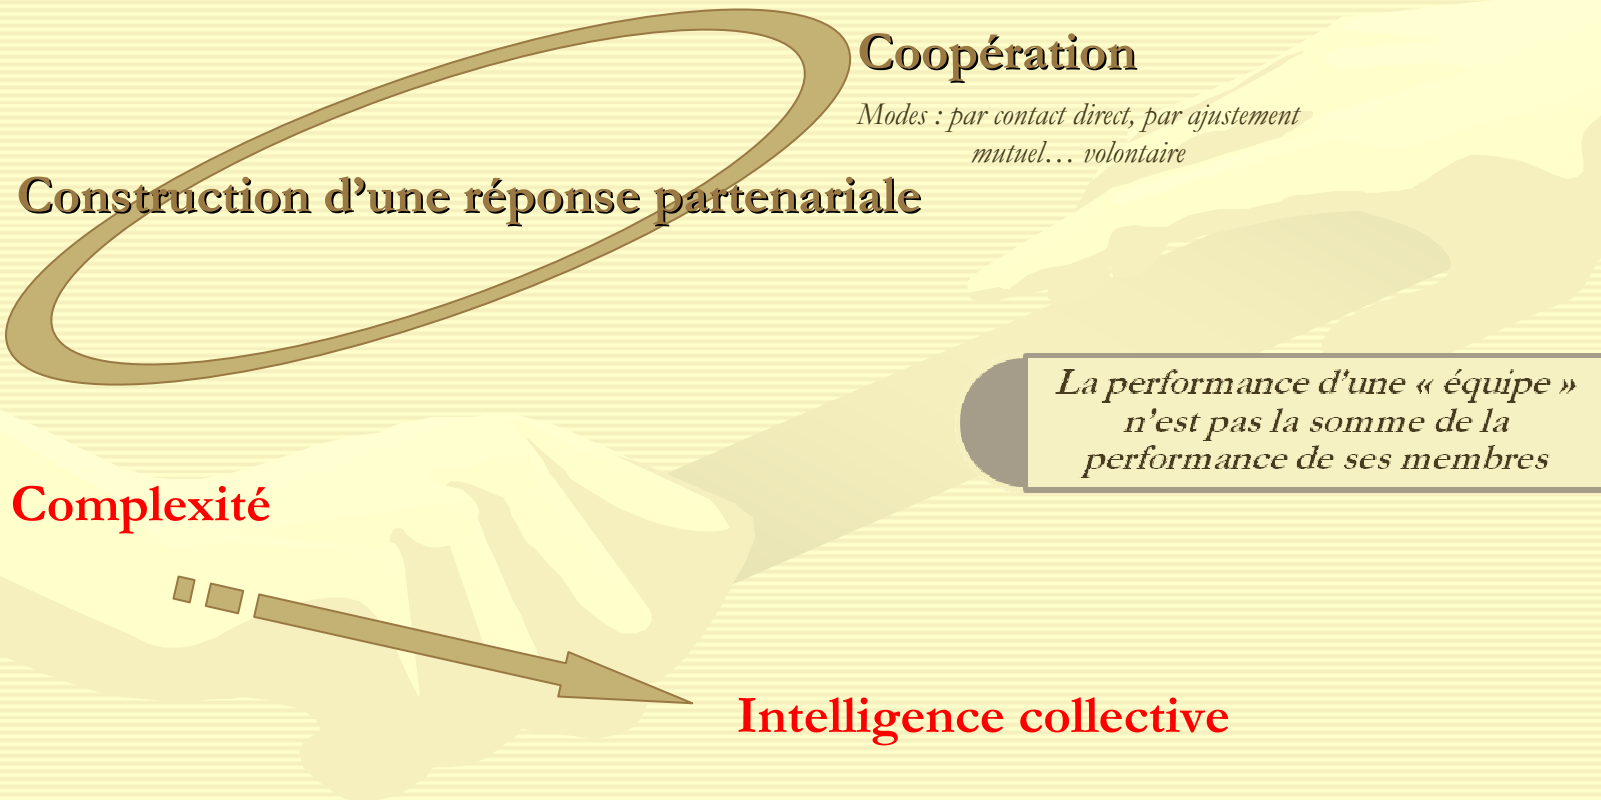 Coopération
Modes : par contact direct, par ajustement
mutuel… volontaire
Construction d’une réponse partenariale
La performance d’une « équipe »
n’est pas la somme de la
performance de ses membres
Complexité
Intelligence collective